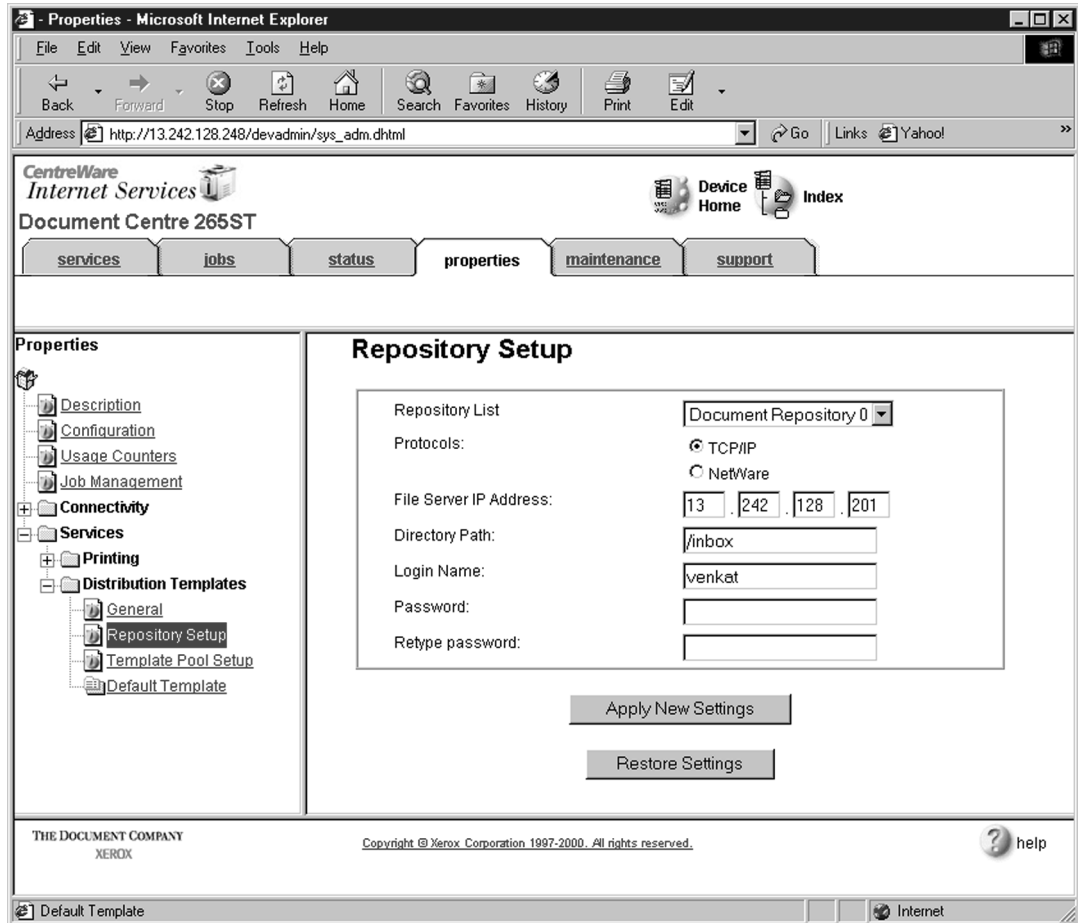 - Properties - Microsoft Internet Explorer
File Edit View Favorites Tools Help
Back Forward Stop Refresh Home Search Favorites History Print Edit
Address http://13.242.128.248/devadmin/sys_adm.dhtml Go Links Yahoo! »
CentreWare
Internet Services
Document Centre 265ST
Device Home
Index
services jobs status properties maintenance support
Properties
Description
Configuration
Usage Counters
Job Management
Connectivity
Services
Printing
Distribution Templates
General
Repository Setup
Template Pool Setup
Default Template
Repository Setup
Repository List Document Repository 0
Protocols: TCP/IP
NetWare
File Server IP Address: 13 . 242 . 128 . 201
Directory Path: /inbox
Login Name: venkat
Password:
Retype password:
Apply New Settings
Restore Settings
THE DOCUMENT COMPANY
XEROX
Copyright © Xerox Corporation 1997-2000. All rights reserved.
? help
Default Template Internet